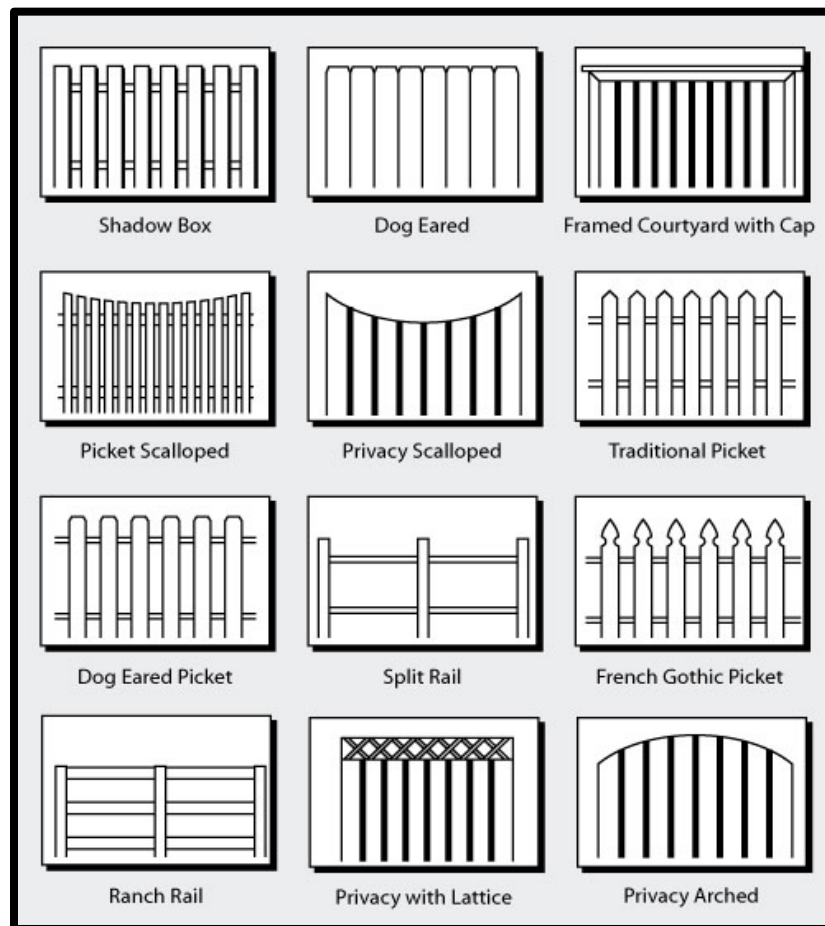 Shadow Box
Dog Eared
Framed Courtyard with Cap
Picket Scalloped
Privacy Scalloped
Traditional Picket
Dog Eared Picket
Split Rail
French Gothic Picket
Ranch Rail
Privacy with Lattice
Privacy Arched